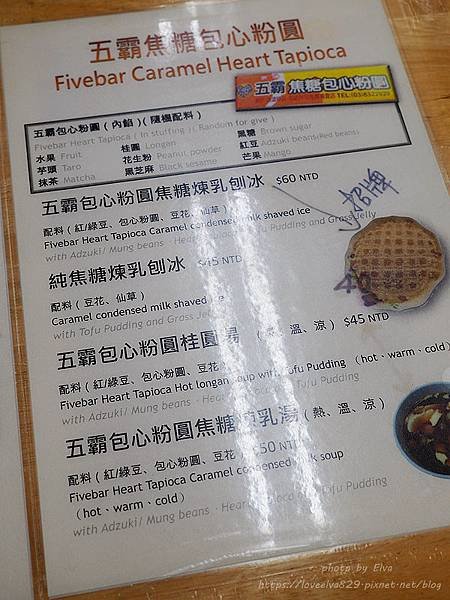 五霸焦糖包心粉圓
Fivebar Caramel Heart Tapioca
五霸 焦糖包心粉圓
五霸包心粉圓 ( 內餡 ) ( 隨機配料 )
Fivebar Heart Tapioca ( In stuffing )( Random for give )
水果 Fruit 桂圓 Longan 黑糖 Brown sugar
芋頭 Taro 花生粉 Peanut powder 紅豆 Adzuki beans(Red beans)
抹茶 Matcha 黑芝麻 Black sesame 芒果 Mango
五霸包心粉圓焦糖煉乳刨冰 $60 NTD
招牌
配料 ( 紅/綠豆、包心粉圓、豆花、仙草 )
Fivebar Heart Tapioca Caramel condensed milk shaved ice
with Adzuki/ Mung beans · Heart Tapioca Tofu Pudding and Grass Jelly
純焦糖煉乳刨冰 $45 NTD
40
配料 ( 豆花、仙草 )
Caramel condensed milk shaved ice
with Tofu Pudding and Grass Jelly
五霸包心粉圓桂圓湯 (熱、溫、涼) $45 NTD
配料 ( 紅/綠豆、包心粉圓、豆花 )
Fivebar Heart Tapioca Hot longan soup with Tofu Pudding (hot、warm、cold)
with Adzuki/ Mung beans · Heart Tapioca Tofu Pudding
五霸包心粉圓焦糖煉乳湯 (熱、溫、涼)
配料 ( 紅/綠豆、包心粉圓、豆花 ) $50 NTD
Fivebar Heart Tapioca Caramel condensed milk soup
(hot、warm、cold)
with Adzuki/ Mung beans · Heart Tapioca Tofu Pudding
photo by Elva
https://loveelva829.pixnet.net/blog